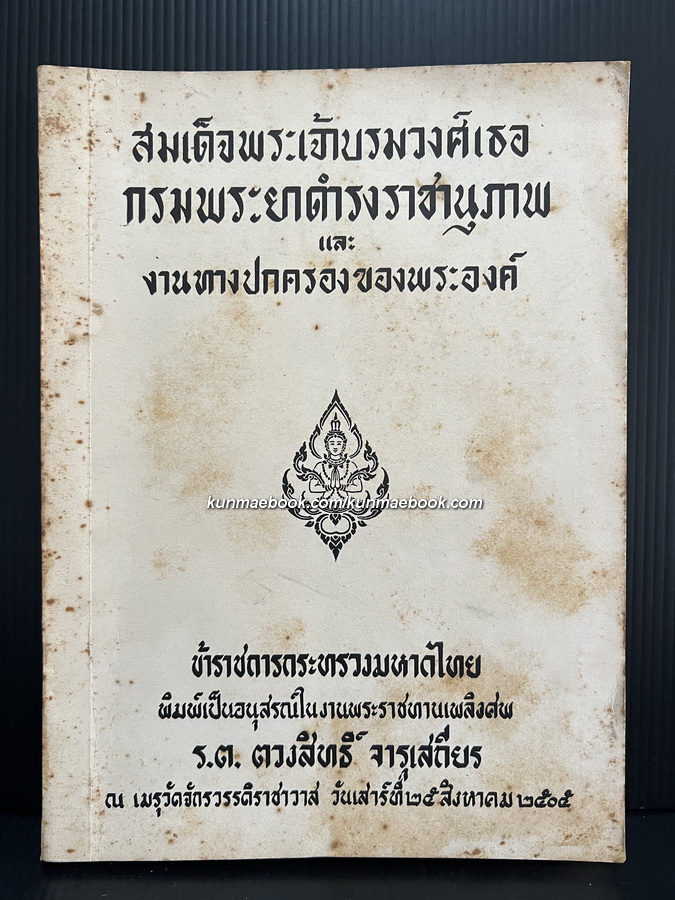 สมเด็จพระเจ้าบรมวงศ์เธอ
กรมพระยาดำรงราชานุภาพ
และ
งานทางปกครองของพระองค์
kunmaebook.com/kunmaebook.com
ข้าราชการกระทรวงมหาดไทย
พิมพ์เป็นอนุสรณ์ในงานพระราชทานเพลิงศพ
ร.ต. ตวงสิทธิ์ จารุเสถียร
ณ เมรุวัดจักรวรรดิราชาวาส วันเสาร์ที่ ๒๕ สิงหาคม ๒๕๐๕